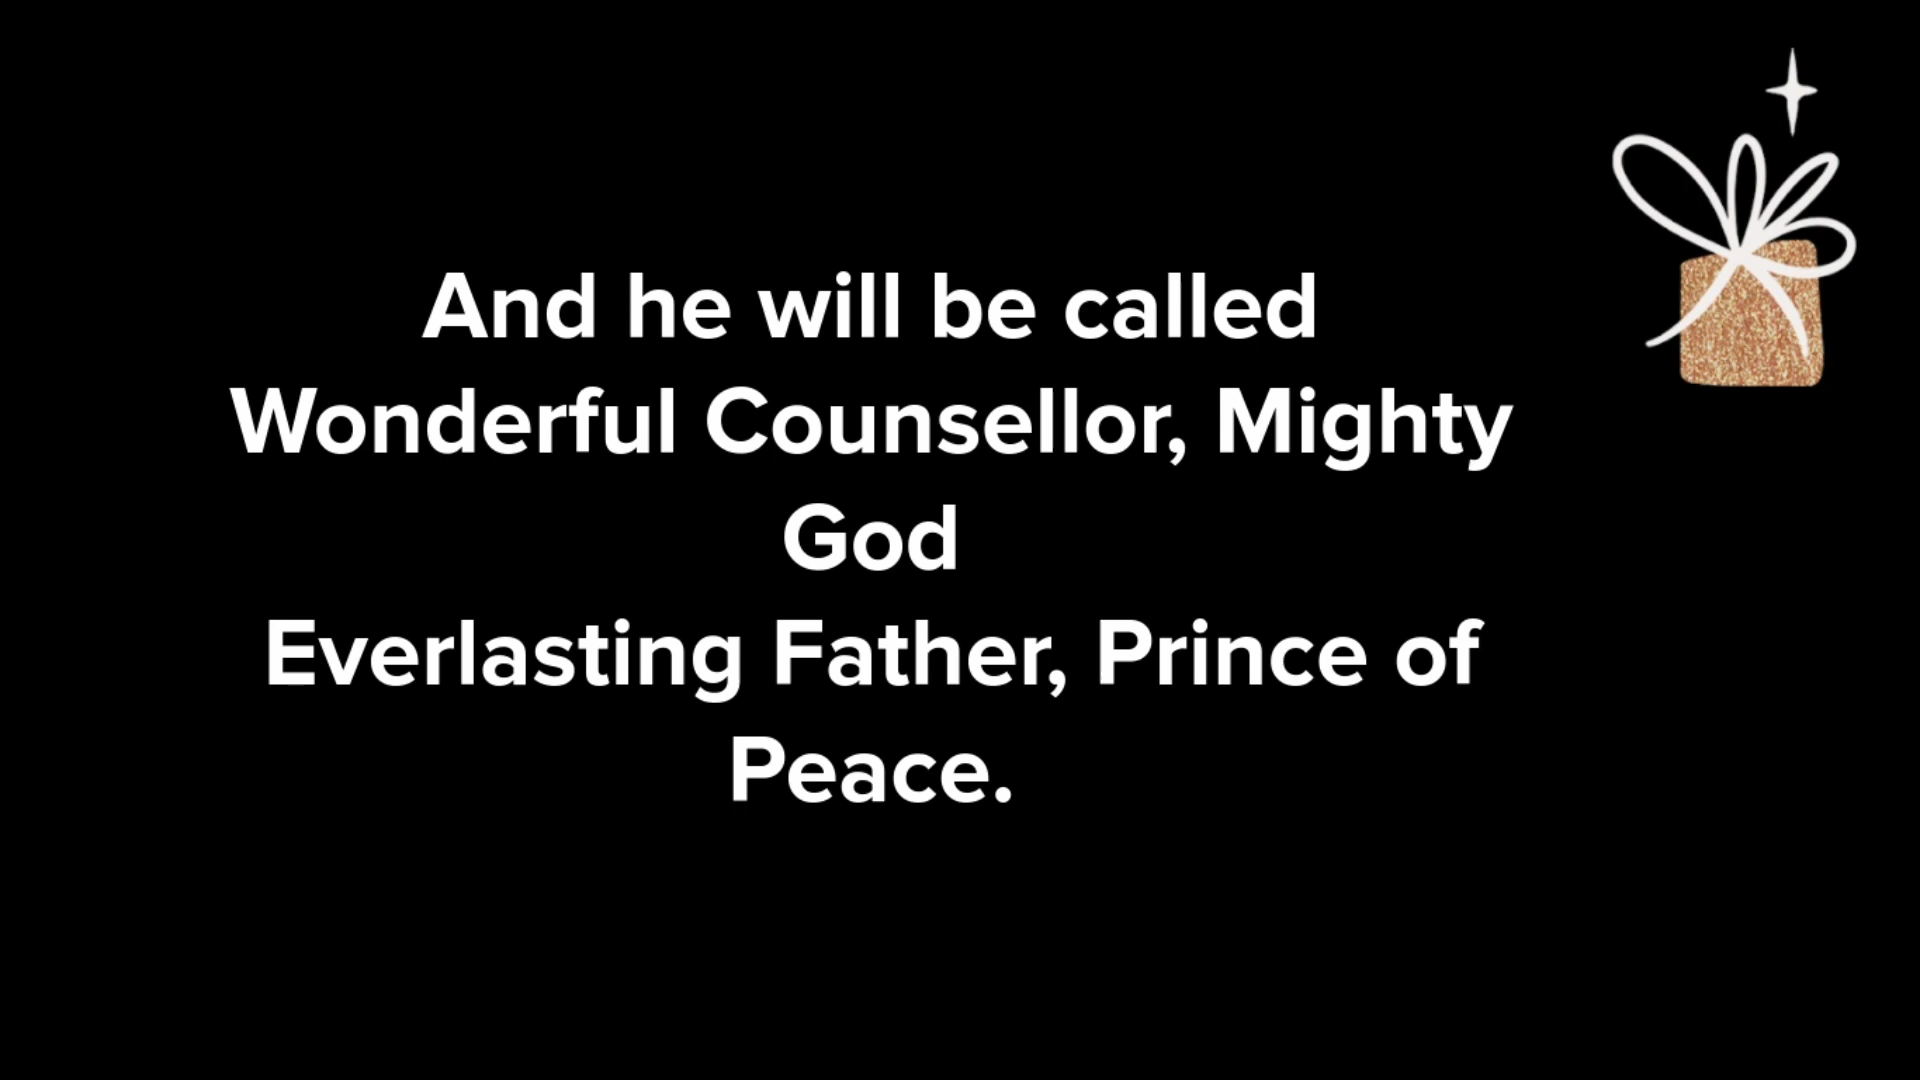 And he will be called
Wonderful Counsellor, Mighty
God
Everlasting Father, Prince of
Peace.